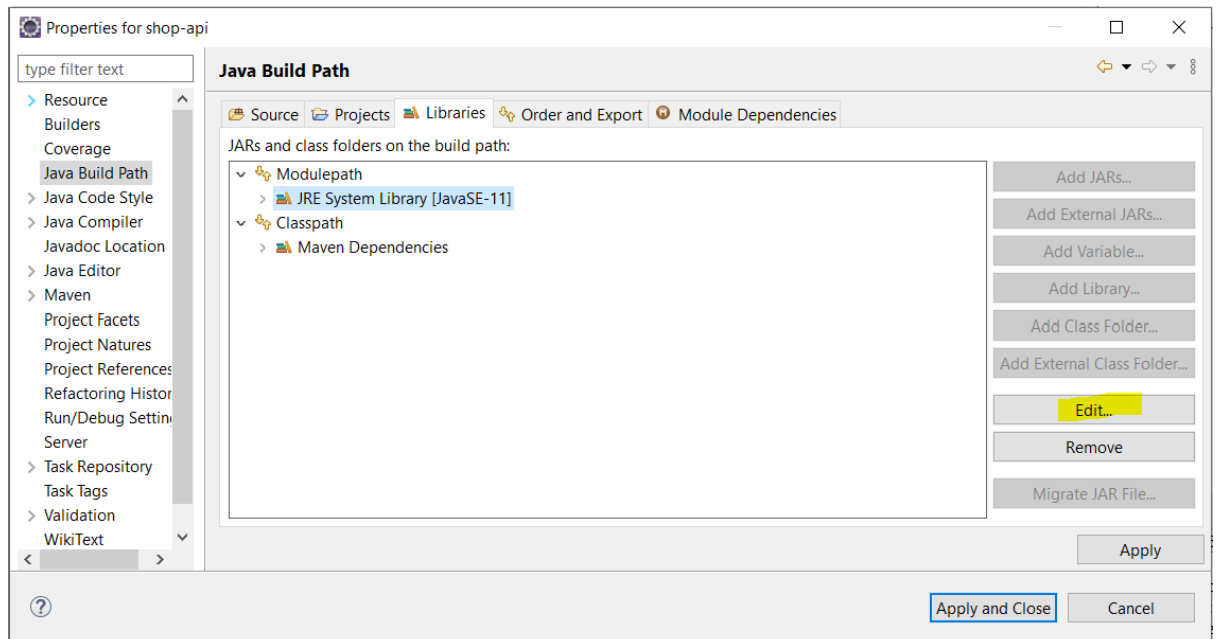 Properties for shop-api
type filter text
Resource
Builders
Coverage
Java Build Path
Java Code Style
Java Compiler
Javadoc Location
Java Editor
Maven
Project Facets
Project Natures
Project References
Refactoring Histor
Run/Debug Settin
Server
Task Repository
Task Tags
Validation
WikiText
Java Build Path
Source Projects Libraries Order and Export Module Dependencies
JARs and class folders on the build path:
Modulepath
JRE System Library [JavaSE-11]
Classpath
Maven Dependencies
Add JARs...
Add External JARs...
Add Variable...
Add Library...
Add Class Folder...
Add External Class Folder...
Edit...
Remove
Migrate JAR File...
Apply
Apply and Close Cancel